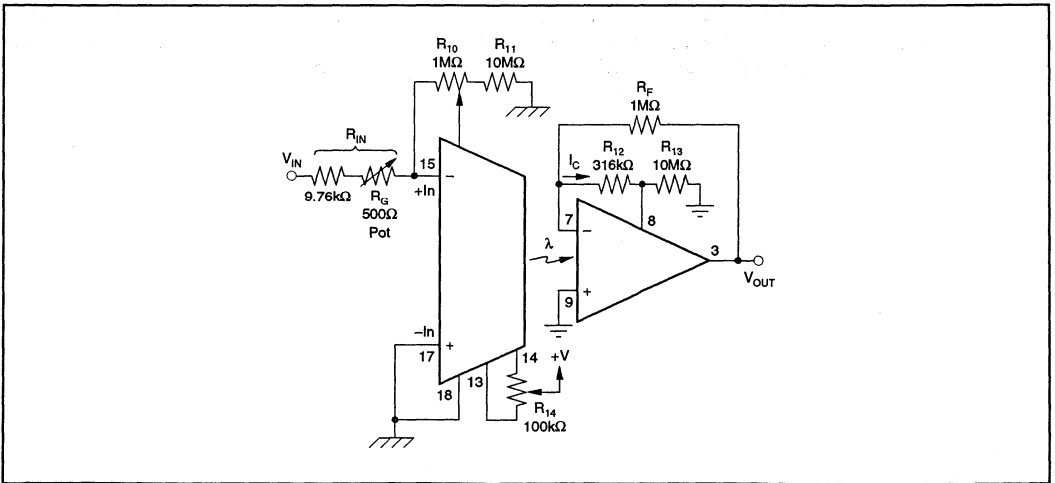 R10
1MΩ
R11
10MΩ
RF
1MΩ
RIN
VIN
9.76kΩ
RG
500Ω
Pot
15
–
+In
IC
R12
316kΩ
R13
10MΩ
7
–
8
3
λ
VOUT
9
+
–In
17
+
18
13
14
+V
R14
100kΩ